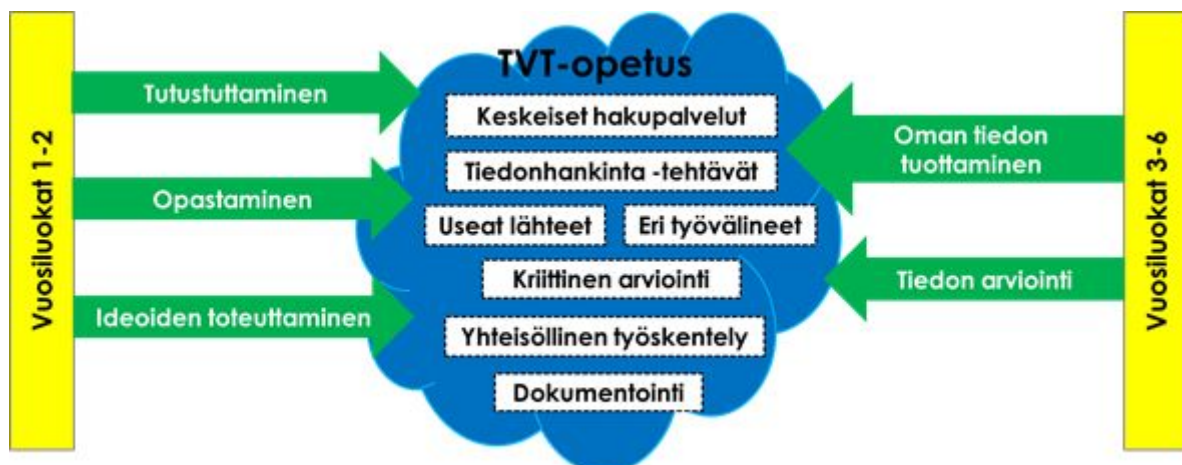 Vuosiluokat 1-2
Tutustuttaminen
Opastaminen
Ideoiden toteuttaminen
TVT-opetus
Keskeiset hakupalvelut
Tiedonhankinta -tehtävät
Useat lähteet
Eri työvälineet
Kriittinen arviointi
Yhteisöllinen työskentely
Dokumentointi
Oman tiedon
tuottaminen
Tiedon arviointi
Vuosiluokat 3-6